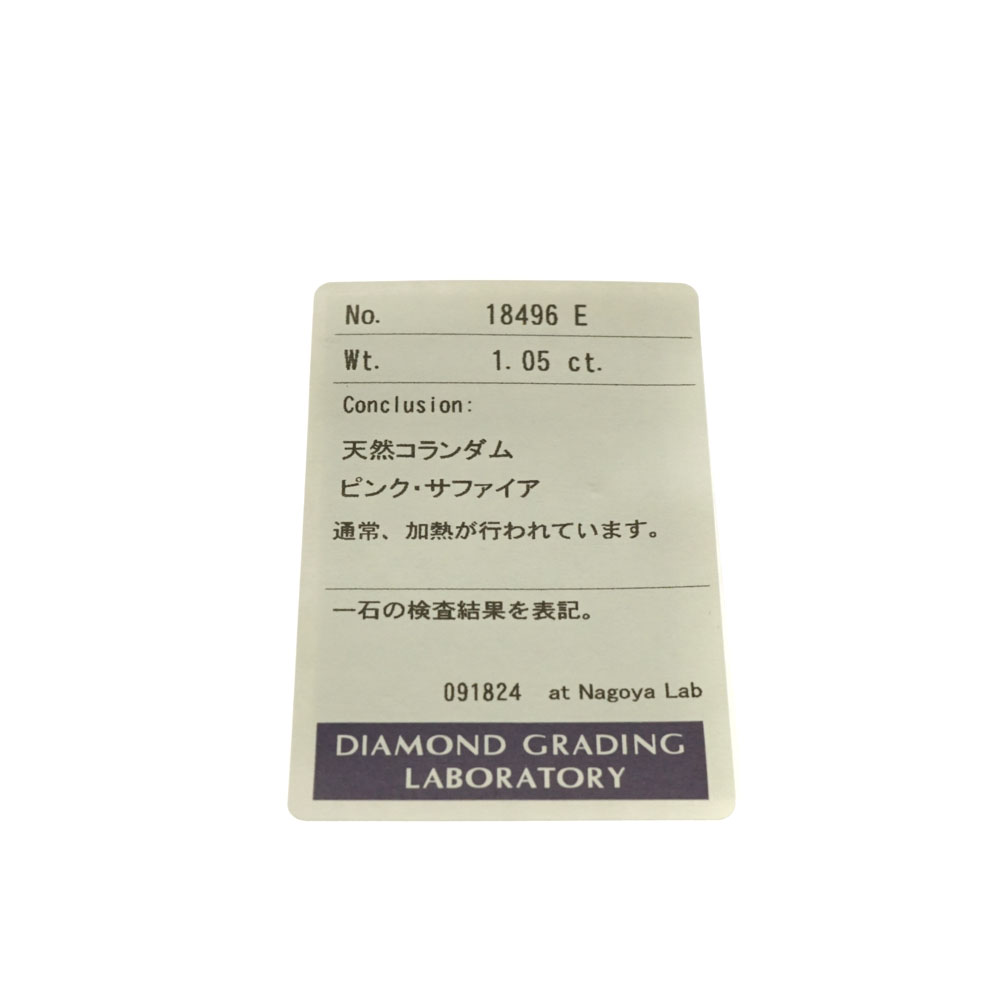 No. 18496 E
Wt. 1.05 ct.
Conclusion:
天然コランダム
ピンク・サファイア
通常、加熱が行われています。
一石の検査結果を表記。
091824 at Nagoya Lab
DIAMOND GRADING
LABORATORY